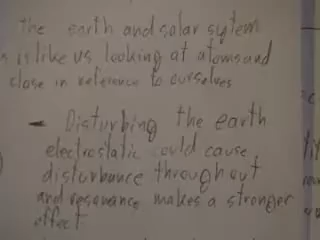 the earth and solar system
is like us looking at atoms and
close in reference to ourselves
- Disturbing the earth
electrostatic could cause
disturbance throughout
and resonance makes a stronger
effect